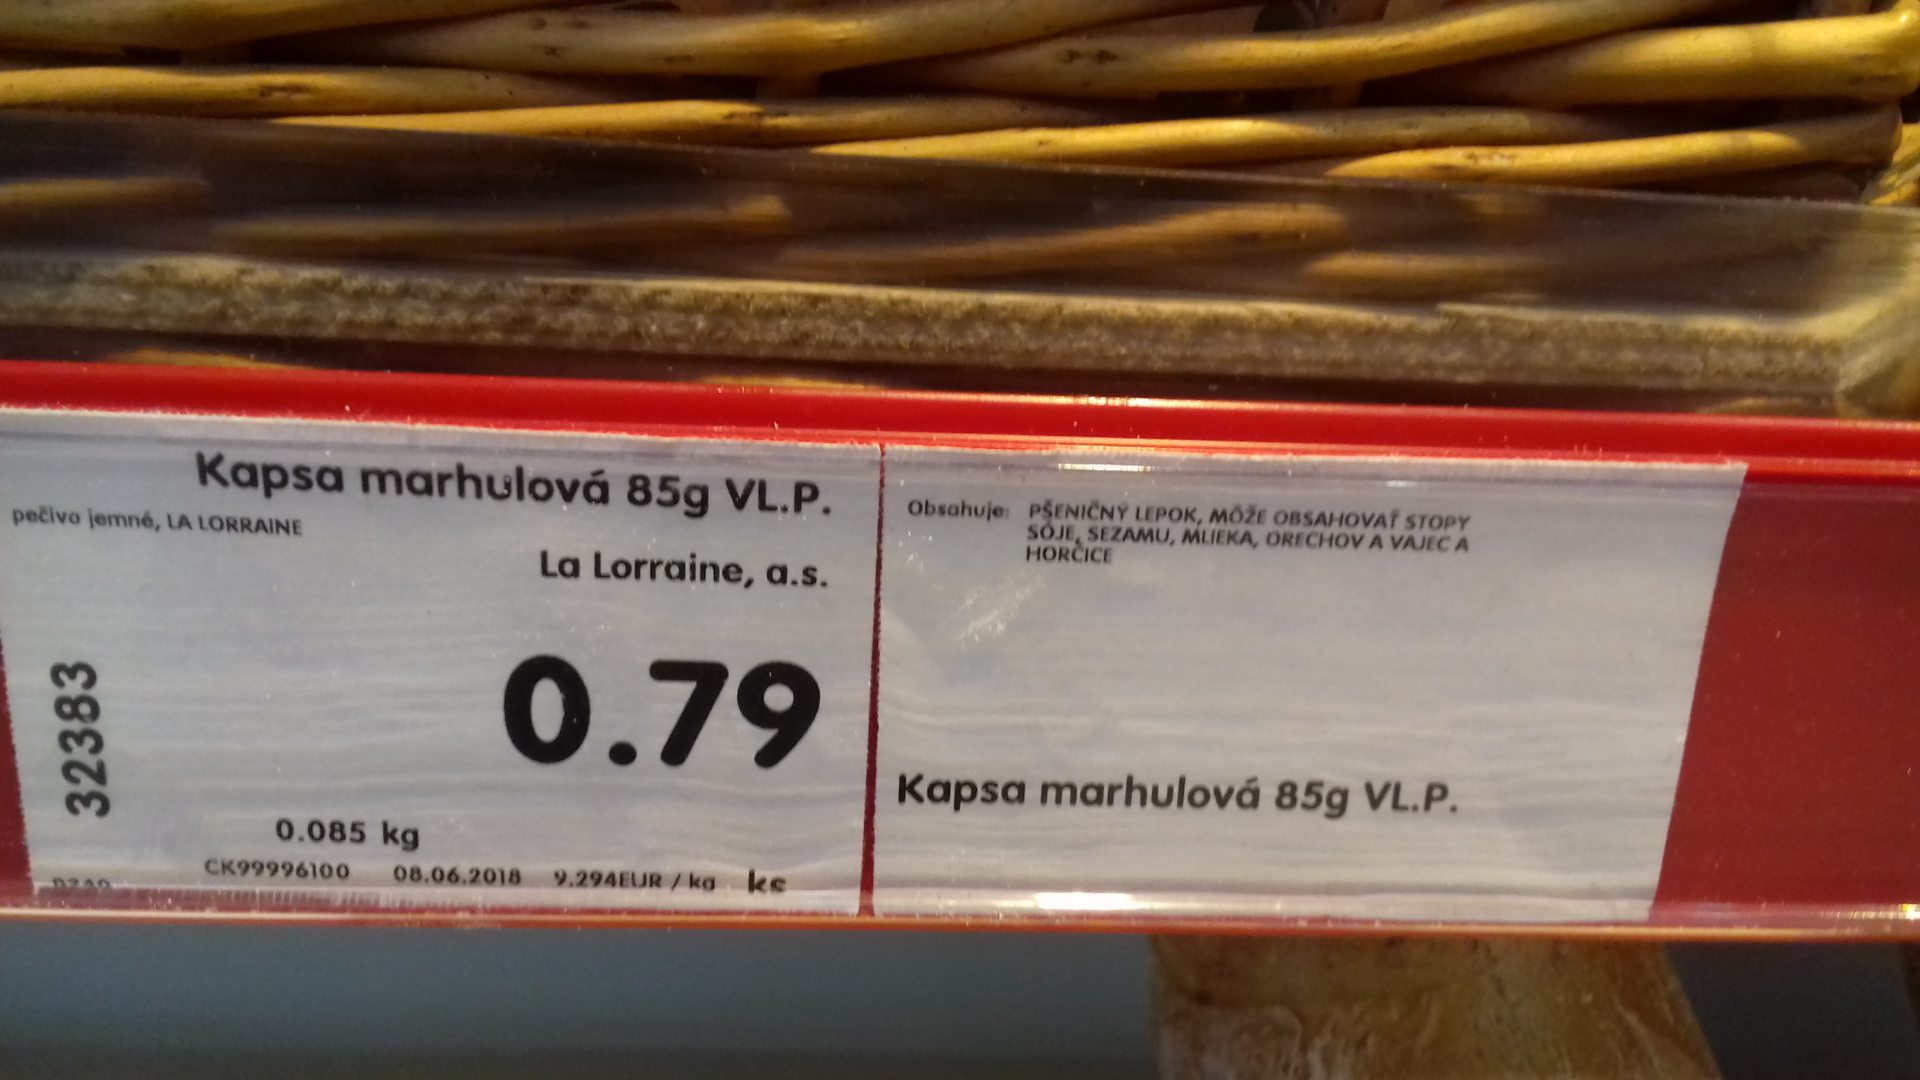 Kapsa marhulová 85g VL.P.
pečivo jemné, LA LORRAINE
La Lorraine, a.s.
0.79
32383
0.085 kg
CK99996100 08.06.2018 9.294EUR / kg ks
Obsahuje: PŠENIČNÝ LEPOK, MÔŽE OBSAHOVAŤ STOPY
SÓJE, SEZAMU, MLIEKA, ORECHOV A VAJEC A
HORČICE
Kapsa marhulová 85g VL.P.